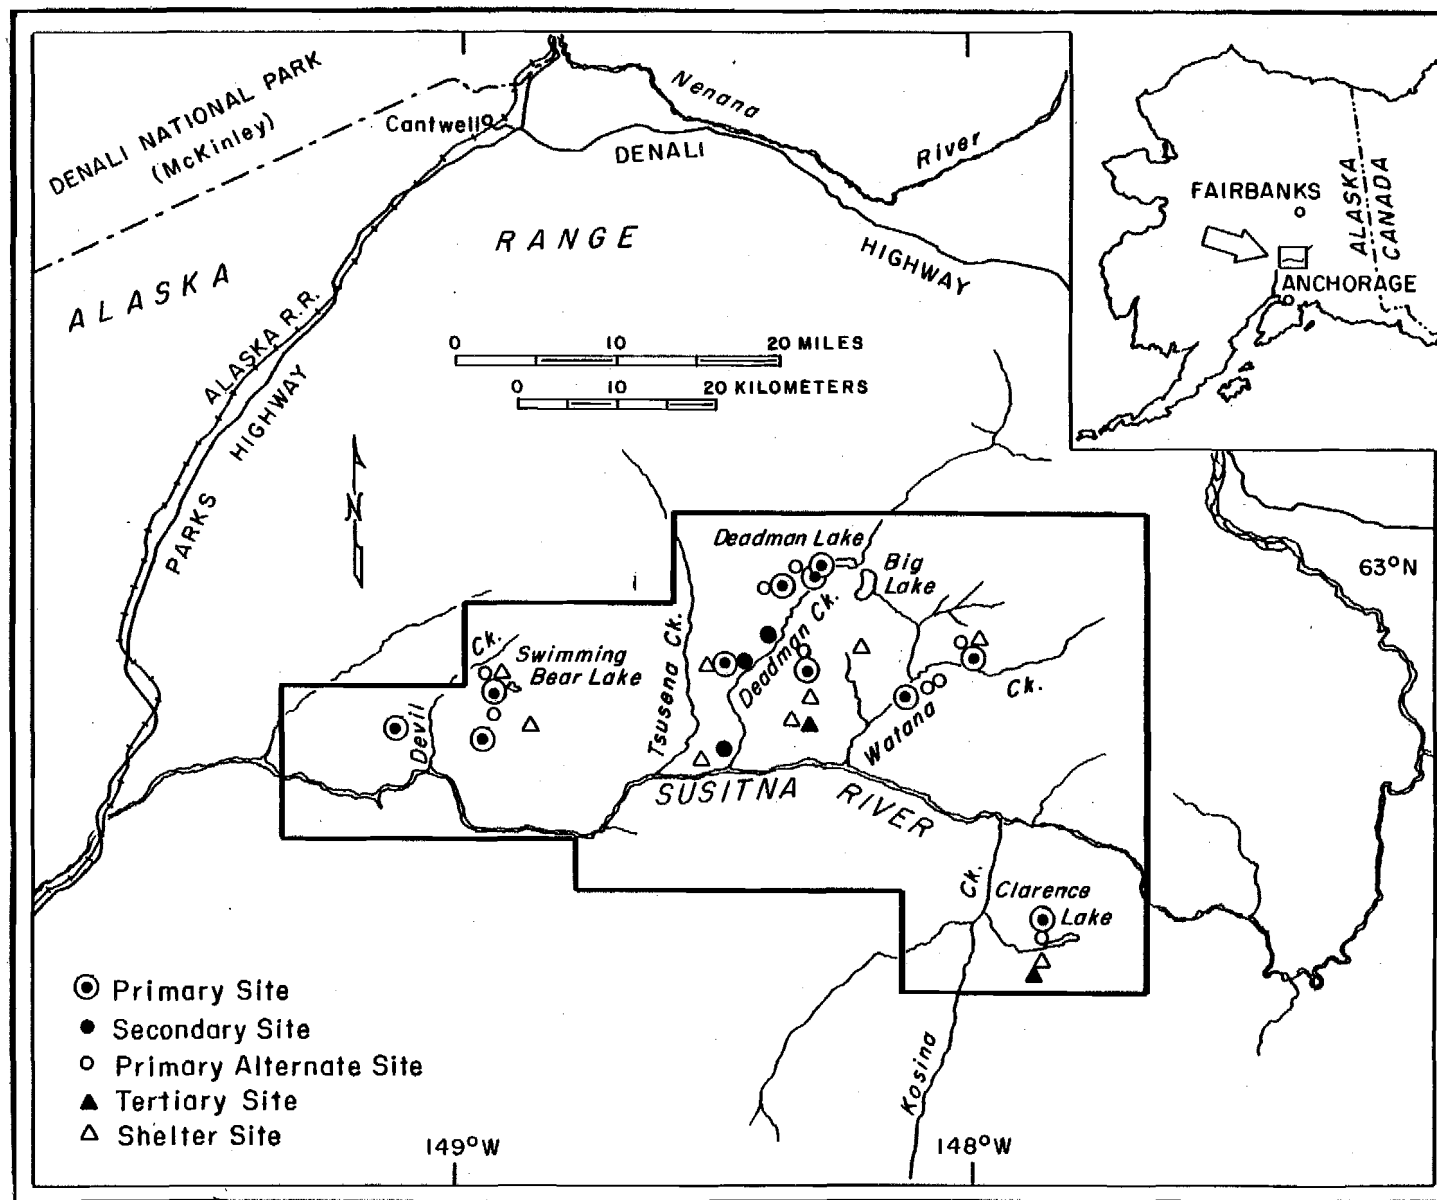 DENALI NATIONAL PARK
(McKinley)
Cantwell
Nenana
River
DENALI
HIGHWAY
ALASKA
RANGE
ALASKA R.R.
PARKS
HIGHWAY
0 10 20 MILES
0 10 20 KILOMETERS
N
FAIRBANKS
ANCHORAGE
ALASKA
CANADA
63°N
Deadman Lake
Big
Lake
Deadman Ck.
Tsusena Ck.
Ck.
Devil
Swimming
Bear Lake
Watana
Ck.
SUSITNA
RIVER
Ck.
Kosina
Clarence
Lake
Primary Site
Secondary Site
Primary Alternate Site
Tertiary Site
Shelter Site
149°W
148°W